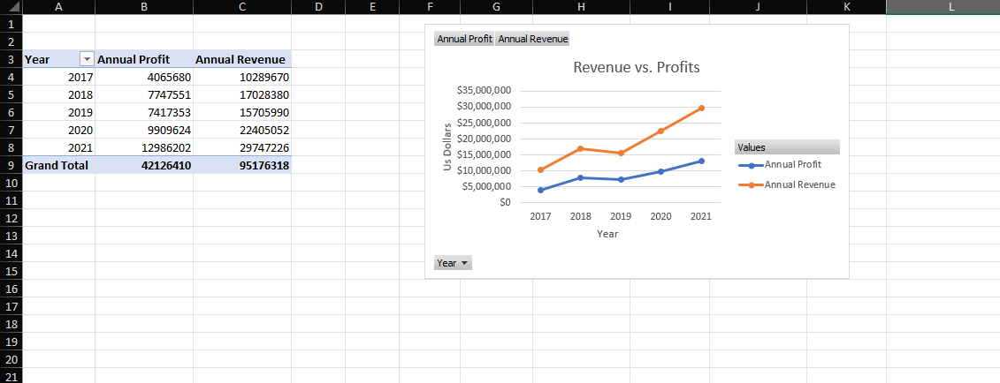 A B C D E F G H I J K L
1
2
3 Year Annual Profit Annual Revenue
4 2017 4065680 10289670
5 2018 7747551 17028380
6 2019 7417353 15705990
7 2020 9909624 22405052
8 2021 12986202 29747226
9 Grand Total 42126410 95176318
10
11
12
13
14
15
16
17
18
19
20
21
Annual Profit Annual Revenue
Revenue vs. Profits
Us Dollars
$35,000,000
$30,000,000
$25,000,000
$20,000,000
$15,000,000
$10,000,000
$5,000,000
$0
2017 2018 2019 2020 2021
Year
Values
Annual Profit
Annual Revenue
Year